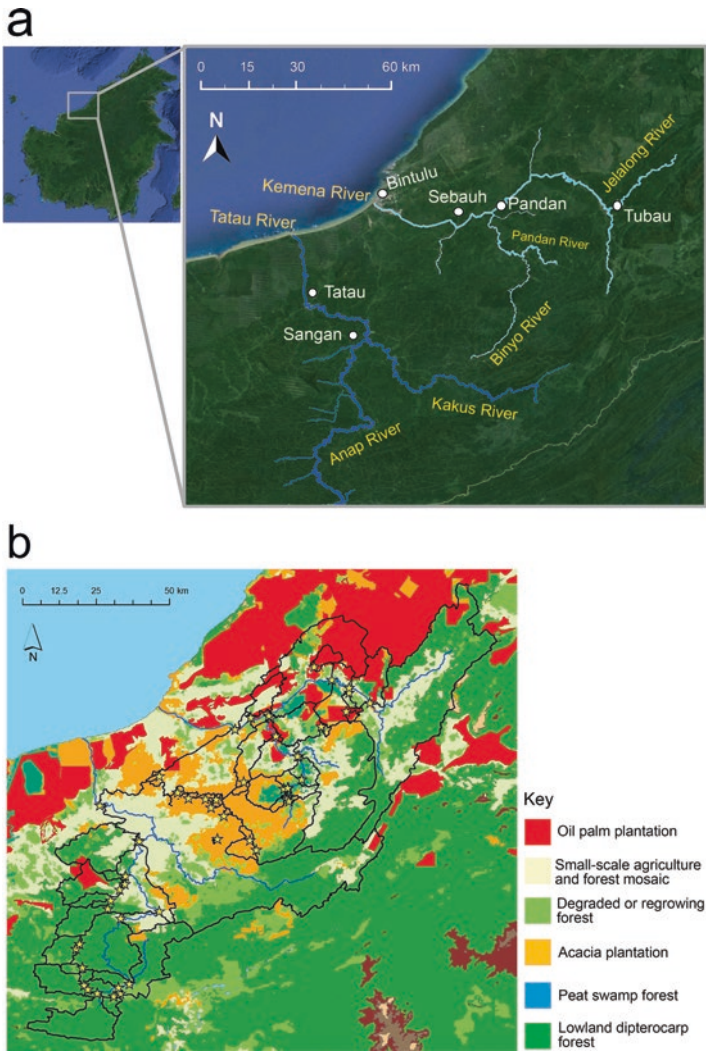 a
0 30 60 km
N
Kemena River
Bintulu
Jelalong River
Sebauh
Pandan
Tatau River
Tubau
Pandan River
Tatau
Binyo River
Sangan
Kakus River
Anap River
b
0 12.5 25 50 km
N
Key
Oil palm plantation
Small-scale agriculture
and forest mosaic
Degraded or regrowing
forest
Acacia plantation
Peat swamp forest
Lowland dipterocarp
forest